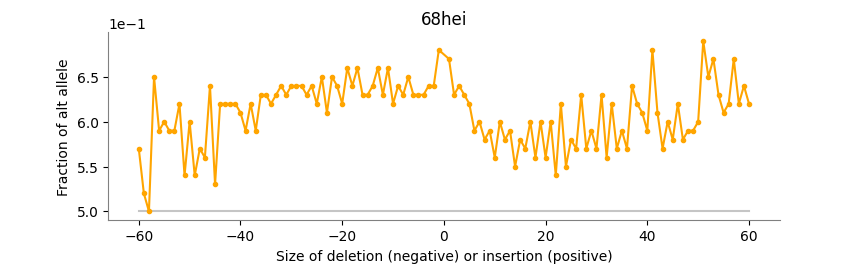 68hei
1e−1
Fraction of alt allele
6.5
6.0
5.5
5.0
−60 −40 −20 0 20 40 60
Size of deletion (negative) or insertion (positive)